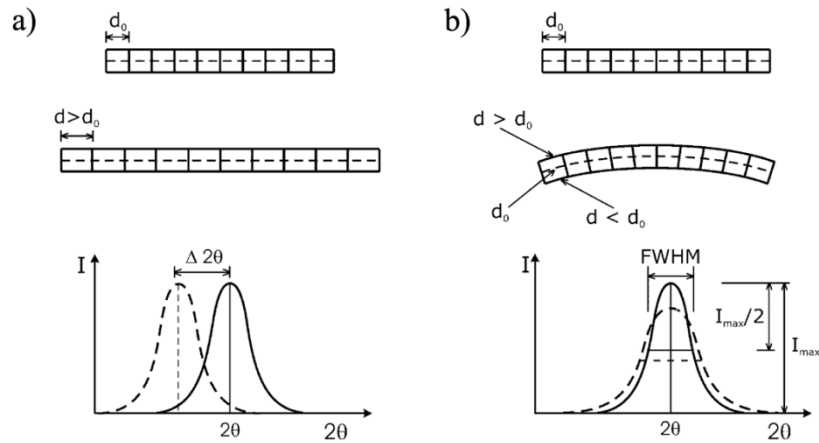 a)
d₀
d>d₀
I
Δ 2θ
2θ
2θ
b)
d₀
d > d₀
d₀
d < d₀
I
FWHM
Iₘₐₓ/2
Iₘₐₓ
2θ
2θ